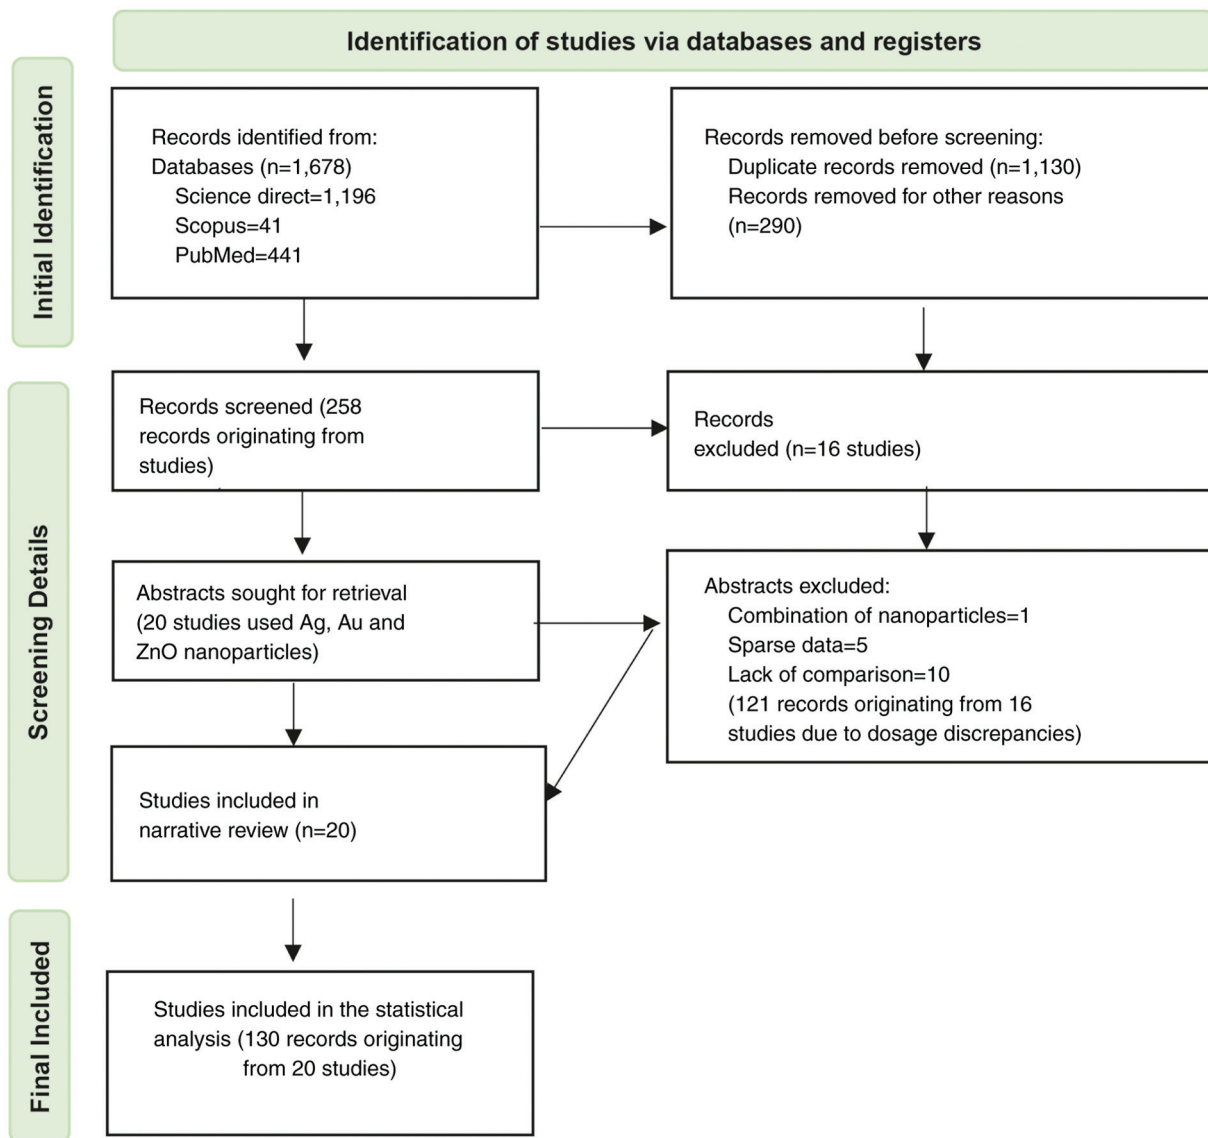 Identification of studies via databases and registers
Initial Identification
Records identified from:
Databases (n=1,678)
Science direct=1,196
Scopus=41
PubMed=441
Records removed before screening:
Duplicate records removed (n=1,130)
Records removed for other reasons
(n=290)
Screening Details
Records screened (258
records originating from
studies)
Records
excluded (n=16 studies)
Abstracts sought for retrieval
(20 studies used Ag, Au and
ZnO nanoparticles)
Abstracts excluded:
Combination of nanoparticles=1
Sparse data=5
Lack of comparison=10
(121 records originating from 16
studies due to dosage discrepancies)
Studies included in
narrative review (n=20)
Final Included
Studies included in the statistical
analysis (130 records originating
from 20 studies)